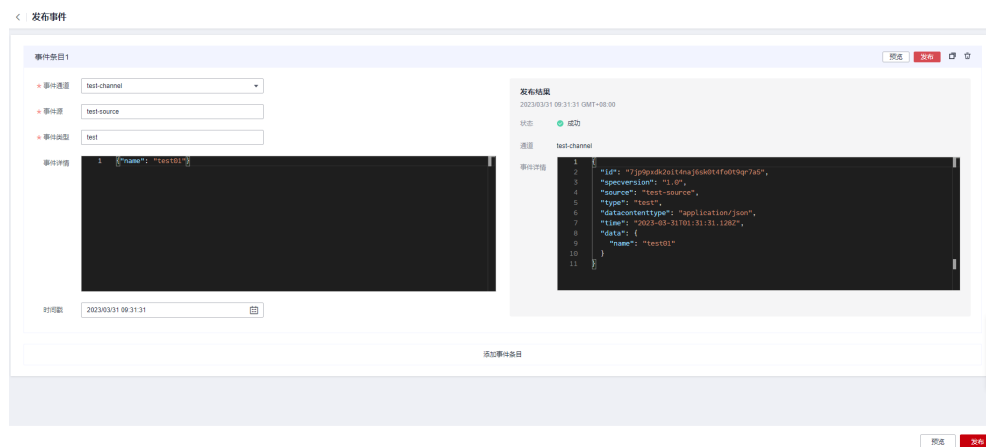 发布事件
事件条目1
预览
发布
* 事件通道
test-channel
* 事件源
test-source
* 事件类型
test
事件详情
1 {"name": "test01"}
时间戳
2023/03/31 09:31:31
发布结果
2023/03/31 09:31:31 GMT+08:00
状态
成功
通道
test-channel
事件详情
1 {
2 "id": "7jp9pxdk2oit4naj6sk0t4fo0t9qr7a5",
3 "specversion": "1.0",
4 "source": "test-source",
5 "type": "test",
6 "datacontenttype": "application/json",
7 "time": "2023-03-31T01:31:31.128Z",
8 "data": {
9 "name": "test01"
10 }
11 }
添加事件条目
预览
发布